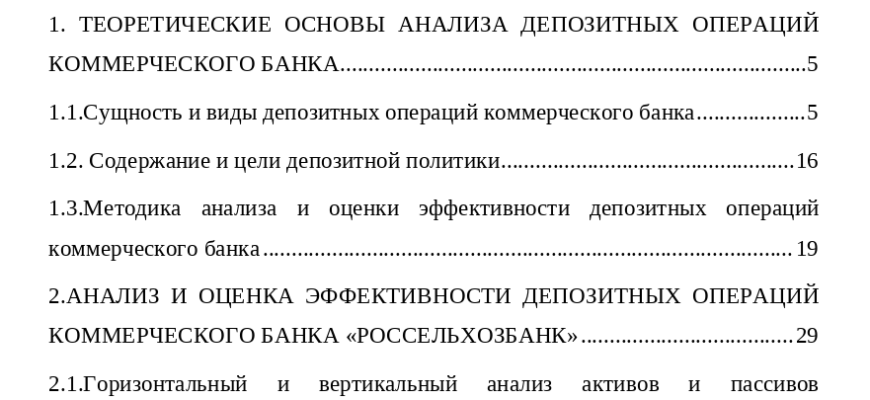 1. ТЕОРЕТИЧЕСКИЕ ОСНОВЫ АНАЛИЗА ДЕПОЗИТНЫХ ОПЕРАЦИЙ
КОММЕРЧЕСКОГО БАНКА................................................................................5
1.1.Сущность и виды депозитных операций коммерческого банка...................5
1.2. Содержание и цели депозитной политики...................................................16
1.3.Методика анализа и оценки эффективности депозитных операций
коммерческого банка............................................................................................19
2.АНАЛИЗ И ОЦЕНКА ЭФФЕКТИВНОСТИ ДЕПОЗИТНЫХ ОПЕРАЦИЙ
КОММЕРЧЕСКОГО БАНКА «РОССЕЛЬХОЗБАНК».....................................29
2.1.Горизонтальный и вертикальный анализ активов и пассивов